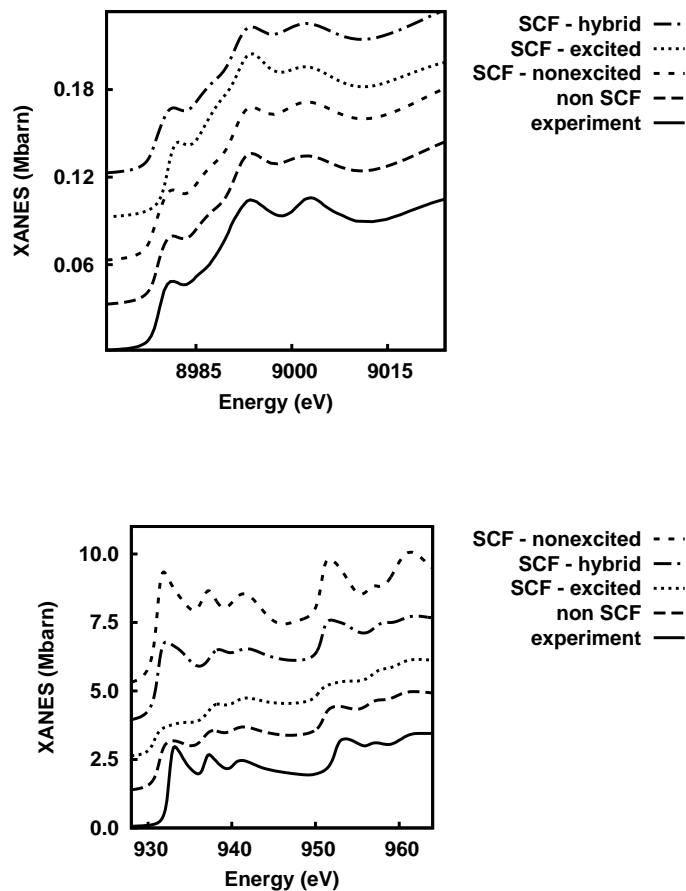 SCF - hybrid
SCF - excited
SCF - nonexcited
non SCF
experiment
XANES (Mbarn)
0.18
0.12
0.06
8985 9000 9015
Energy (eV)
SCF - nonexcited
SCF - hybrid
SCF - excited
non SCF
experiment
XANES (Mbarn)
10.0
7.5
5.0
2.5
0.0
930 940 950 960
Energy (eV)